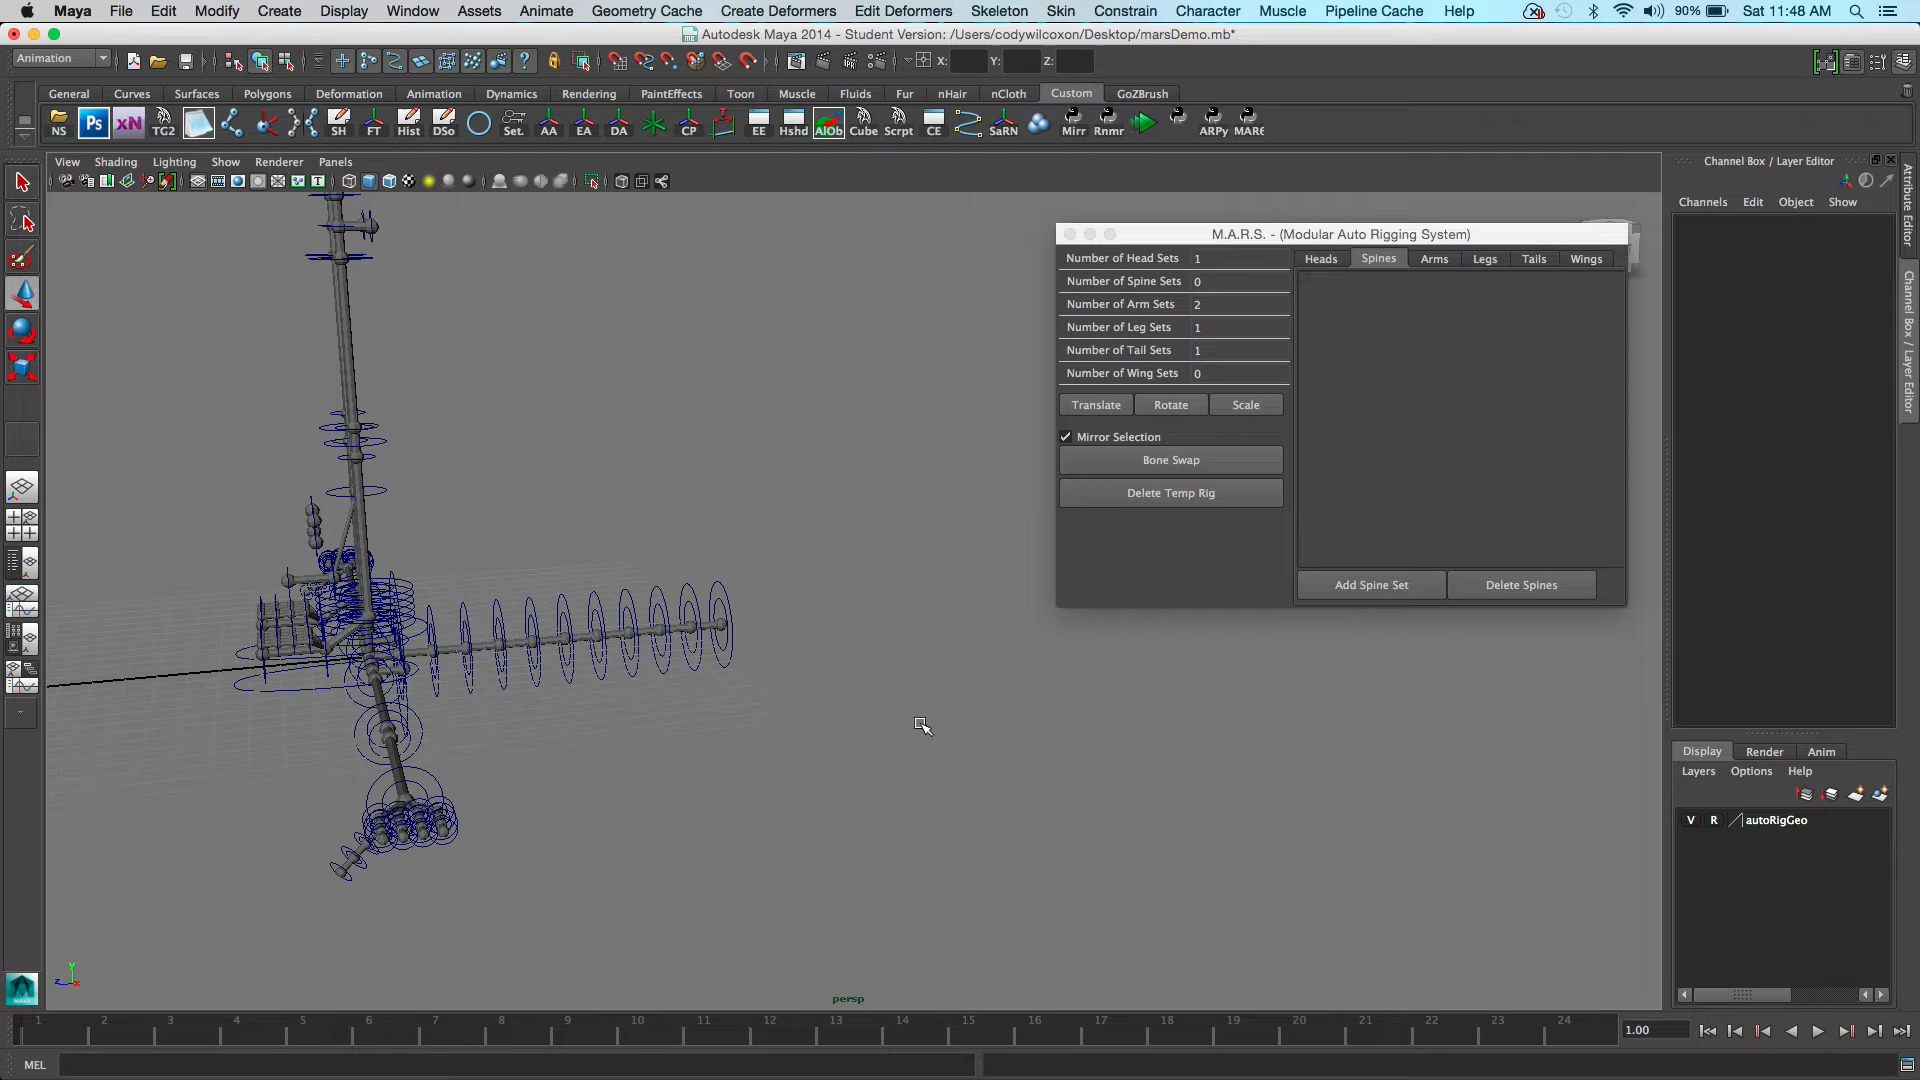 Maya File Edit Modify Create Display Window Assets Animate Geometry Cache Create Deformers Edit Deformers Skeleton Skin Constrain Character Muscle Pipeline Cache Help 90% Sat 11:48 AM
Autodesk Maya 2014 - Student Version: /Users/codywilcoxon/Desktop/marsDemo.mb*
Animation X: Y: Z:
General Curves Surfaces Polygons Deformation Animation Dynamics Rendering PaintEffects Toon Muscle Fluids Fur nHair nCloth Custom GoZBrush
NS Ps xN TG2 SH FT Hist DSo Set. AA EA DA CP EE Hshd AIOb Cube Scrpt CE SaRN Mirr Rnmr ARPy
View Shading Lighting Show Renderer Panels
Channel Box / Layer Editor
Channels Edit Object Show
Attribute Editor
Channel Box / Layer Editor
M.A.R.S. - (Modular Auto Rigging System)
Number of Head Sets 1
Number of Spine Sets 0
Number of Arm Sets 2
Number of Leg Sets 1
Number of Tail Sets 1
Number of Wing Sets 0
Translate Rotate Scale
Mirror Selection
Bone Swap
Delete Temp Rig
Heads Spines Arms Legs Tails Wings
Add Spine Set Delete Spines
Display Render Anim
Layers Options Help
V R autoRigGeo
persp
1 2 3 4 5 6 7 8 9 10 11 12 13 14 15 16 17 18 19 20 21 22 23 24 1.00
MEL